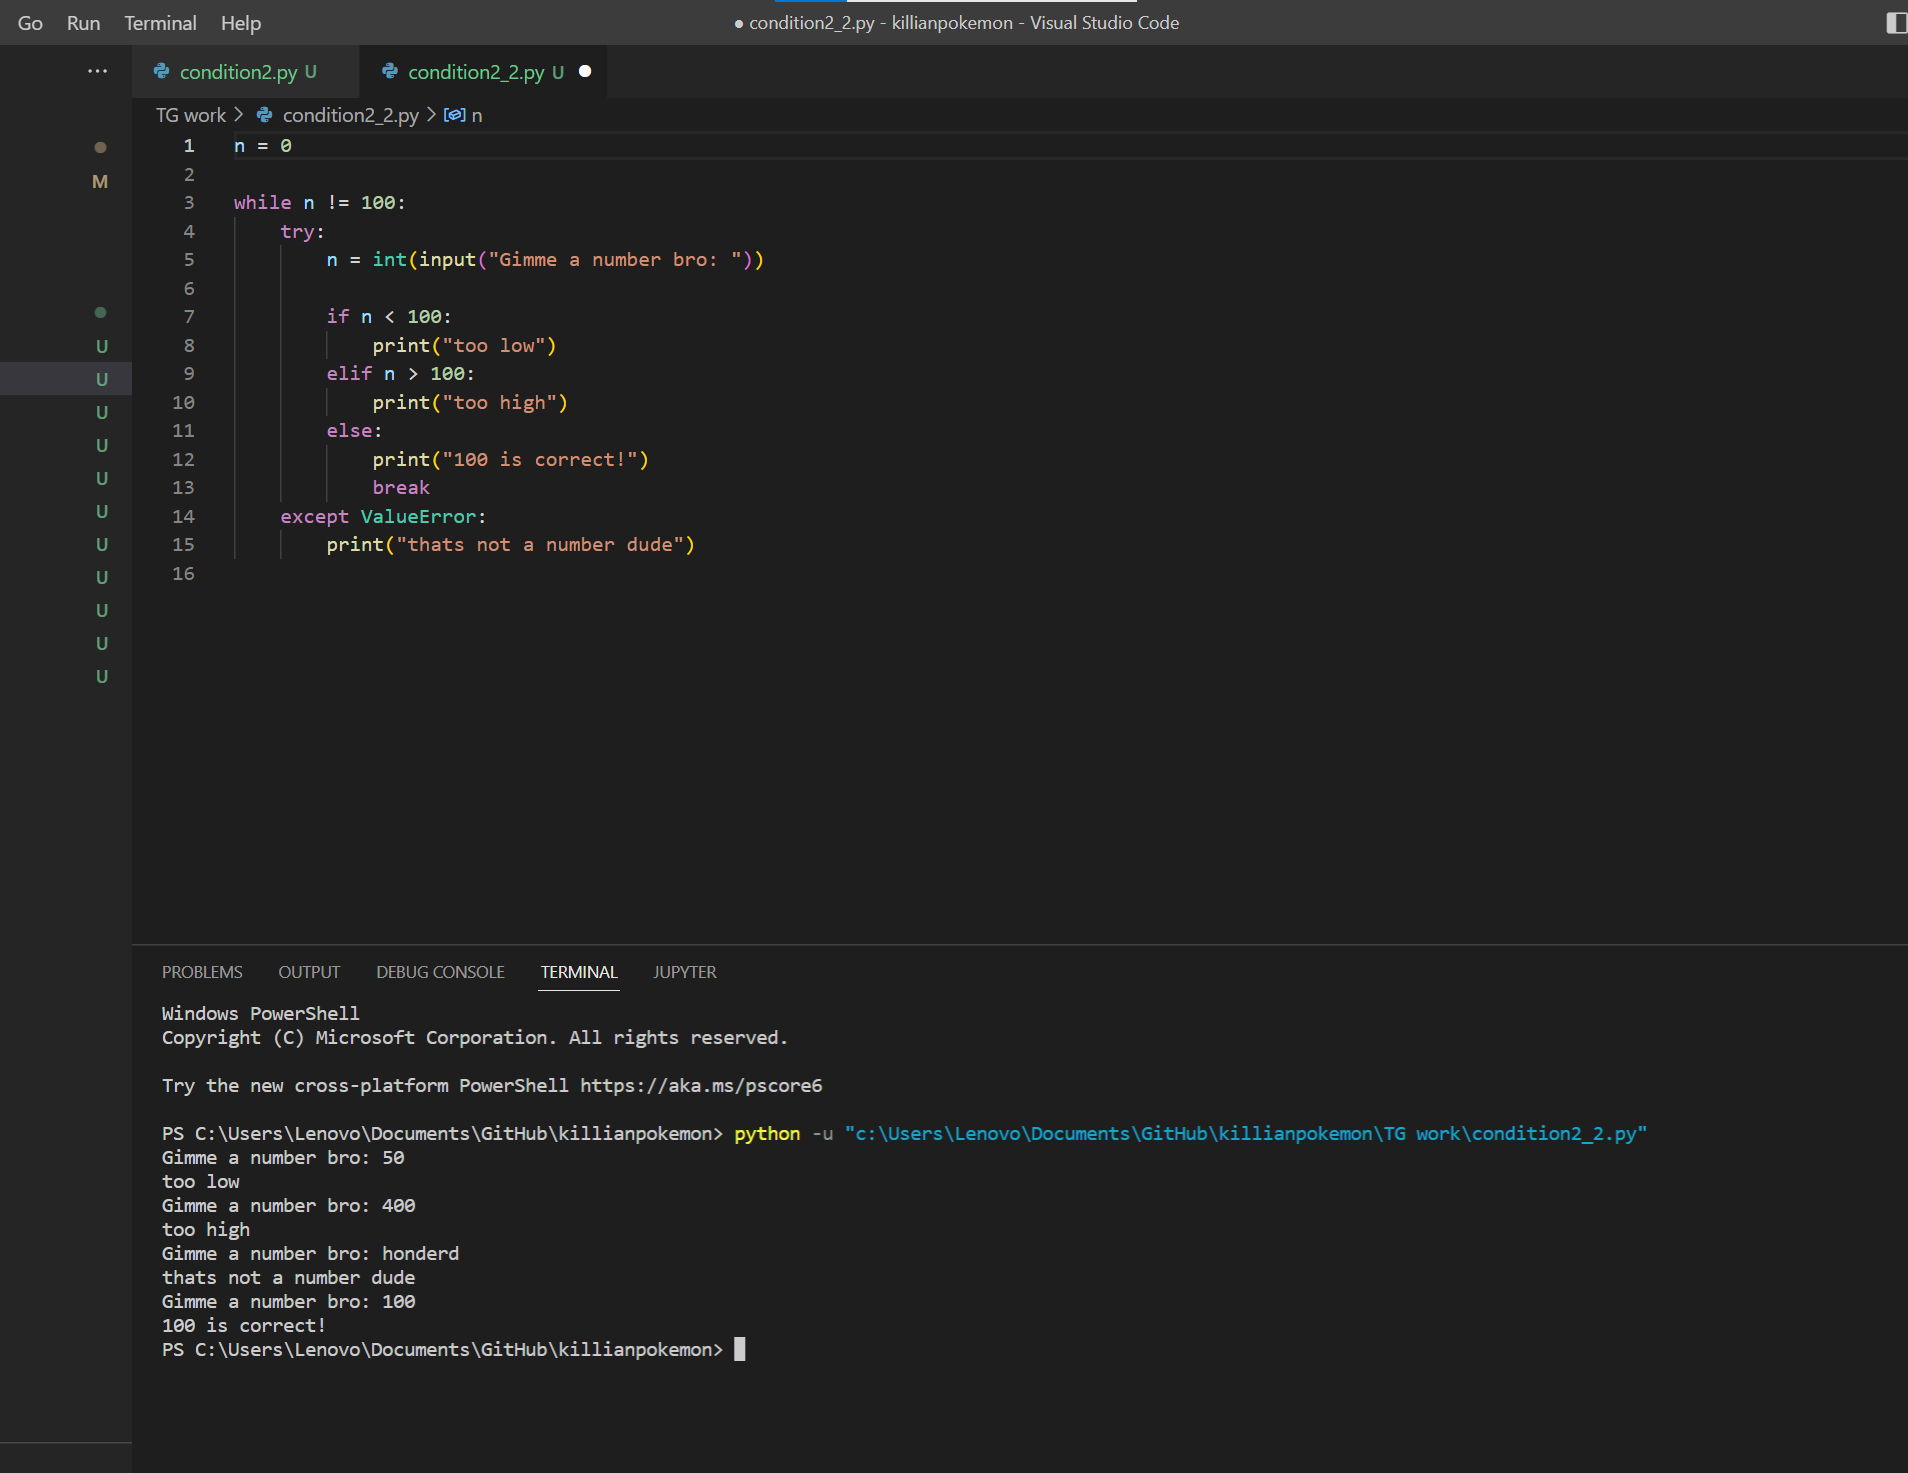 Go Run Terminal Help ● condition2_2.py - killianpokemon - Visual Studio Code
··· condition2.py U condition2_2.py U ●
TG work > condition2_2.py > n
M
U
U
U
U
U
U
U
U
U
U
U
1 n = 0
2
3 while n != 100:
4     try:
5         n = int(input("Gimme a number bro: "))
6
7         if n < 100:
8             print("too low")
9         elif n > 100:
10             print("too high")
11         else:
12             print("100 is correct!")
13             break
14     except ValueError:
15         print("thats not a number dude")
16
PROBLEMS OUTPUT DEBUG CONSOLE TERMINAL JUPYTER
Windows PowerShell
Copyright (C) Microsoft Corporation. All rights reserved.
Try the new cross-platform PowerShell https://aka.ms/pscore6
PS C:\Users\Lenovo\Documents\GitHub\killianpokemon> python -u "c:\Users\Lenovo\Documents\GitHub\killianpokemon\TG work\condition2_2.py"
Gimme a number bro: 50
too low
Gimme a number bro: 400
too high
Gimme a number bro: honderd
thats not a number dude
Gimme a number bro: 100
100 is correct!
PS C:\Users\Lenovo\Documents\GitHub\killianpokemon>